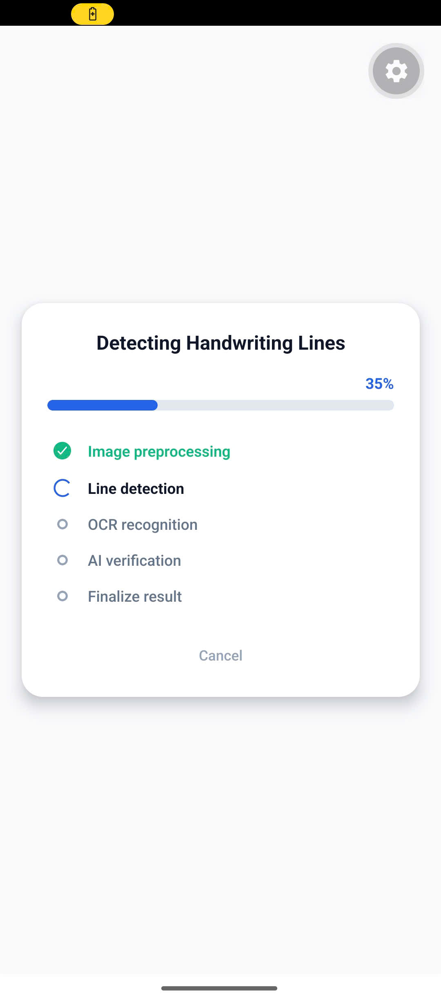 Detecting Handwriting Lines
35%
Image preprocessing
Line detection
OCR recognition
AI verification
Finalize result
Cancel